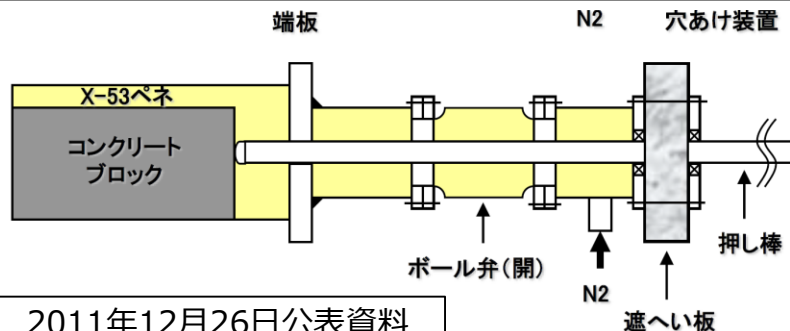 端板
N2
穴あけ装置
X-53ペネ
コンクリート
ブロック
ボール弁(開)
N2
押し棒
遮へい板
2011年12月26日公表資料